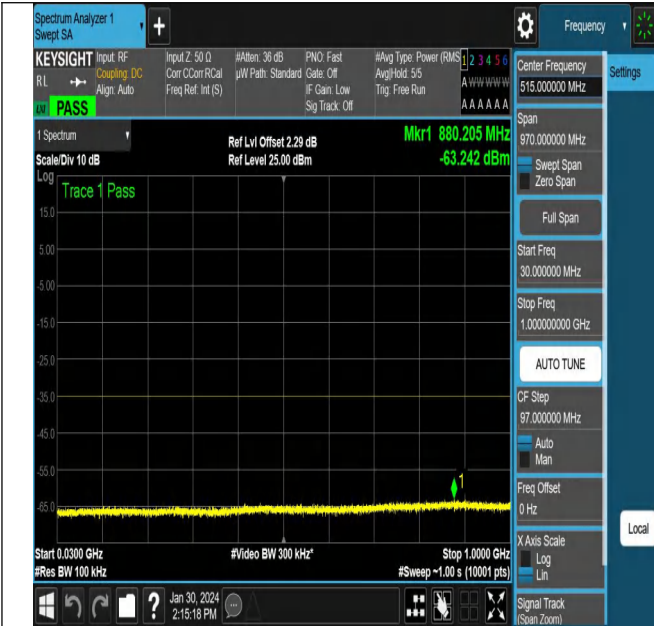 Spectrum Analyzer 1
Swept SA
+
Frequency
KEYSIGHT
RL
PASS
Input: RF
Coupling: DC
Align: Auto
Input Z: 50 Ω
Corr CCorr RCal
Freq Ref: Int (S)
#Atten: 36 dB
µW Path: Standard
PNO: Fast
Gate: Off
IF Gain: Low
Sig Track: Off
#Avg Type: Power (RMS
Avg|Hold: 5/5
Trig: Free Run
1 2 3 4 5 6
A W W W W W
A A A A A A
1 Spectrum
Scale/Div 10 dB
Ref Lvl Offset 2.29 dB
Ref Level 25.00 dBm
Mkr1 880.205 MHz
-63.242 dBm
Log
Trace 1 Pass
15.0
5.00
-5.00
-15.0
-25.0
-35.0
-45.0
-55.0
-65.0
1
Start 0.0300 GHz
#Res BW 100 kHz
#Video BW 300 kHz*
Stop 1.0000 GHz
#Sweep ~1.00 s (10001 pts)
?
Jan 30, 2024
2:15:18 PM
Center Frequency
515.000000 MHz
Settings
Span
970.000000 MHz
Swept Span
Zero Span
Full Span
Start Freq
30.000000 MHz
Stop Freq
1.000000000 GHz
AUTO TUNE
CF Step
97.000000 MHz
Auto
Man
Freq Offset
0 Hz
Local
X Axis Scale
Log
Lin
Signal Track
(Span Zoom)